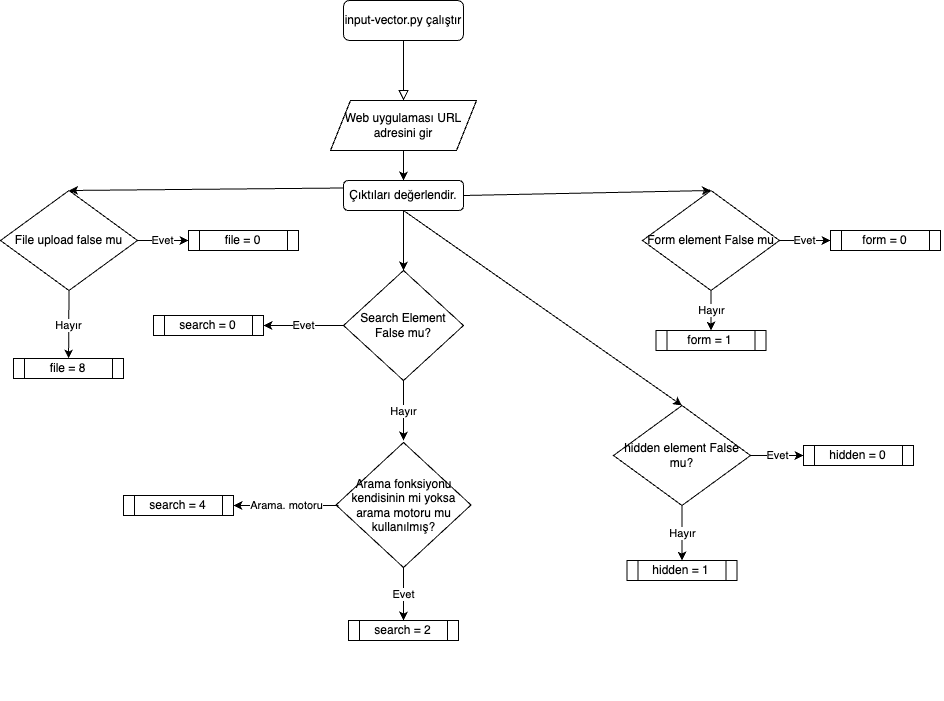 input-vector.py çalıştır
Web uygulaması URL
adresini gir
Çıktıları değerlendir.
File upload false mu
Evet
file = 0
Hayır
file = 8
Form element False mu
Evet
form = 0
Hayır
form = 1
Search Element
False mu?
Evet
search = 0
Hayır
Arama fonksiyonu
kendisinin mi yoksa
arama motoru mu
kullanılmış?
Arama. motoru
search = 4
Evet
search = 2
hidden element False
mu?
Evet
hidden = 0
Hayır
hidden = 1